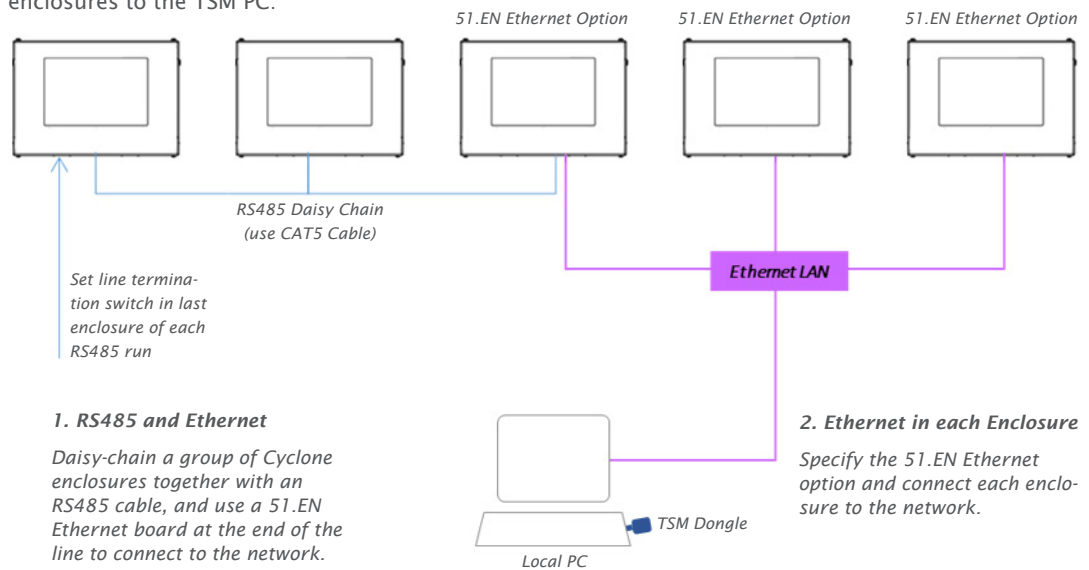 enclosures to the TSM PC.
51.EN Ethernet Option
51.EN Ethernet Option
51.EN Ethernet Option
RS485 Daisy Chain
(use CAT5 Cable)
Ethernet LAN
Set line termina-
tion switch in last
enclosure of each
RS485 run
1. RS485 and Ethernet
Daisy-chain a group of Cyclone
enclosures together with an
RS485 cable, and use a 51.EN
Ethernet board at the end of the
line to connect to the network.
2. Ethernet in each Enclosure
Specify the 51.EN Ethernet
option and connect each enclo-
sure to the network.
TSM Dongle
Local PC